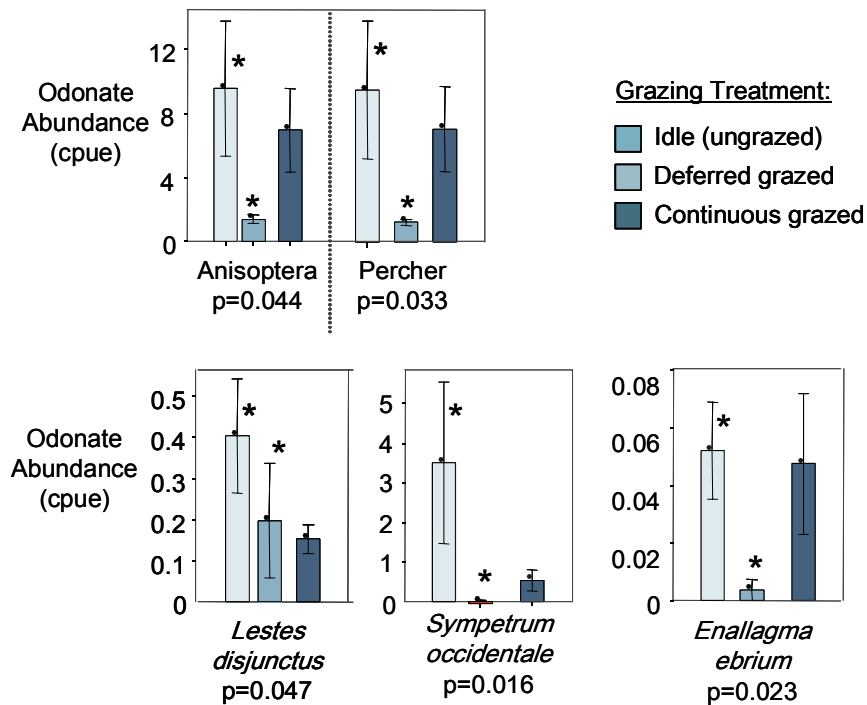 12
8
4
0
Odonate
Abundance
(cpue)
*
*
*
*
Anisoptera
p=0.044
Percher
p=0.033
Grazing Treatment:
Idle (ungrazed)
Deferred grazed
Continuous grazed
Odonate
Abundance
(cpue)
0.5
0.4
0.3
0.2
0.1
0
*
*
Lestes
disjunctus
p=0.047
5
4
3
2
1
0
*
*
Sympetrum
occidentale
p=0.016
0.08
0.06
0.04
0.02
0
*
*
Enallagma
ebrium
p=0.023